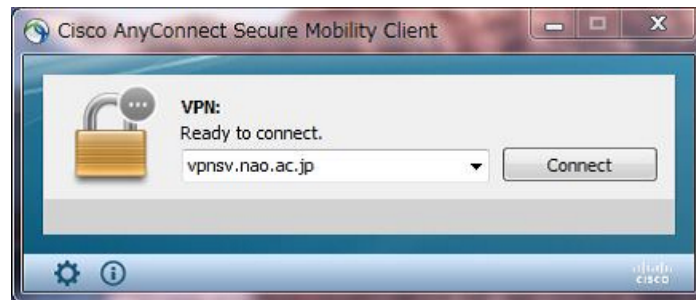 Cisco AnyConnect Secure Mobility Client
VPN:
Ready to connect.
vpnsv.nao.ac.jp
Connect
CISCO